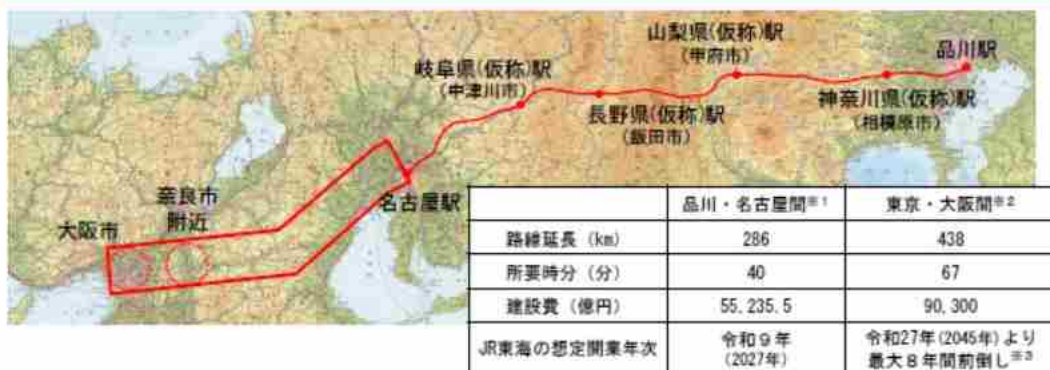 品川駅
山梨県(仮称)駅
(甲府市)
岐阜県(仮称)駅
(中津川市)
長野県(仮称)駅
(飯田市)
神奈川県(仮称)駅
(相模原市)
名古屋駅
奈良市
附近
大阪市
品川・名古屋間※1 東京・大阪間※2
路線延長(km) 286 438
所要時分(分) 40 67
建設費(億円) 55,235.5 90,300
JR東海の想定開業年次 令和9年 令和27年(2045年)より
(2027年) 最大8年間前倒し※3